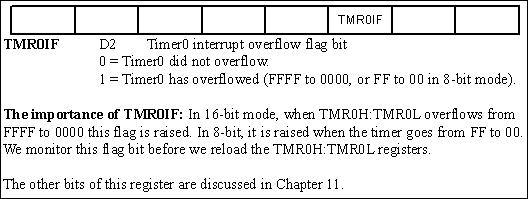 TMR0IF
TMR0IF D2 Timer0 interrupt overflow flag bit
0 = Timer0 did not overflow.
1 = Timer0 has overflowed (FFFF to 0000, or FF to 00 in 8-bit mode).
The importance of TMR0IF: In 16-bit mode, when TMR0H:TMR0L overflows from
FFFF to 0000 this flag is raised. In 8-bit, it is raised when the timer goes from FF to 00.
We monitor this flag bit before we reload the TMR0H:TMR0L registers.
The other bits of this register are discussed in Chapter 11.